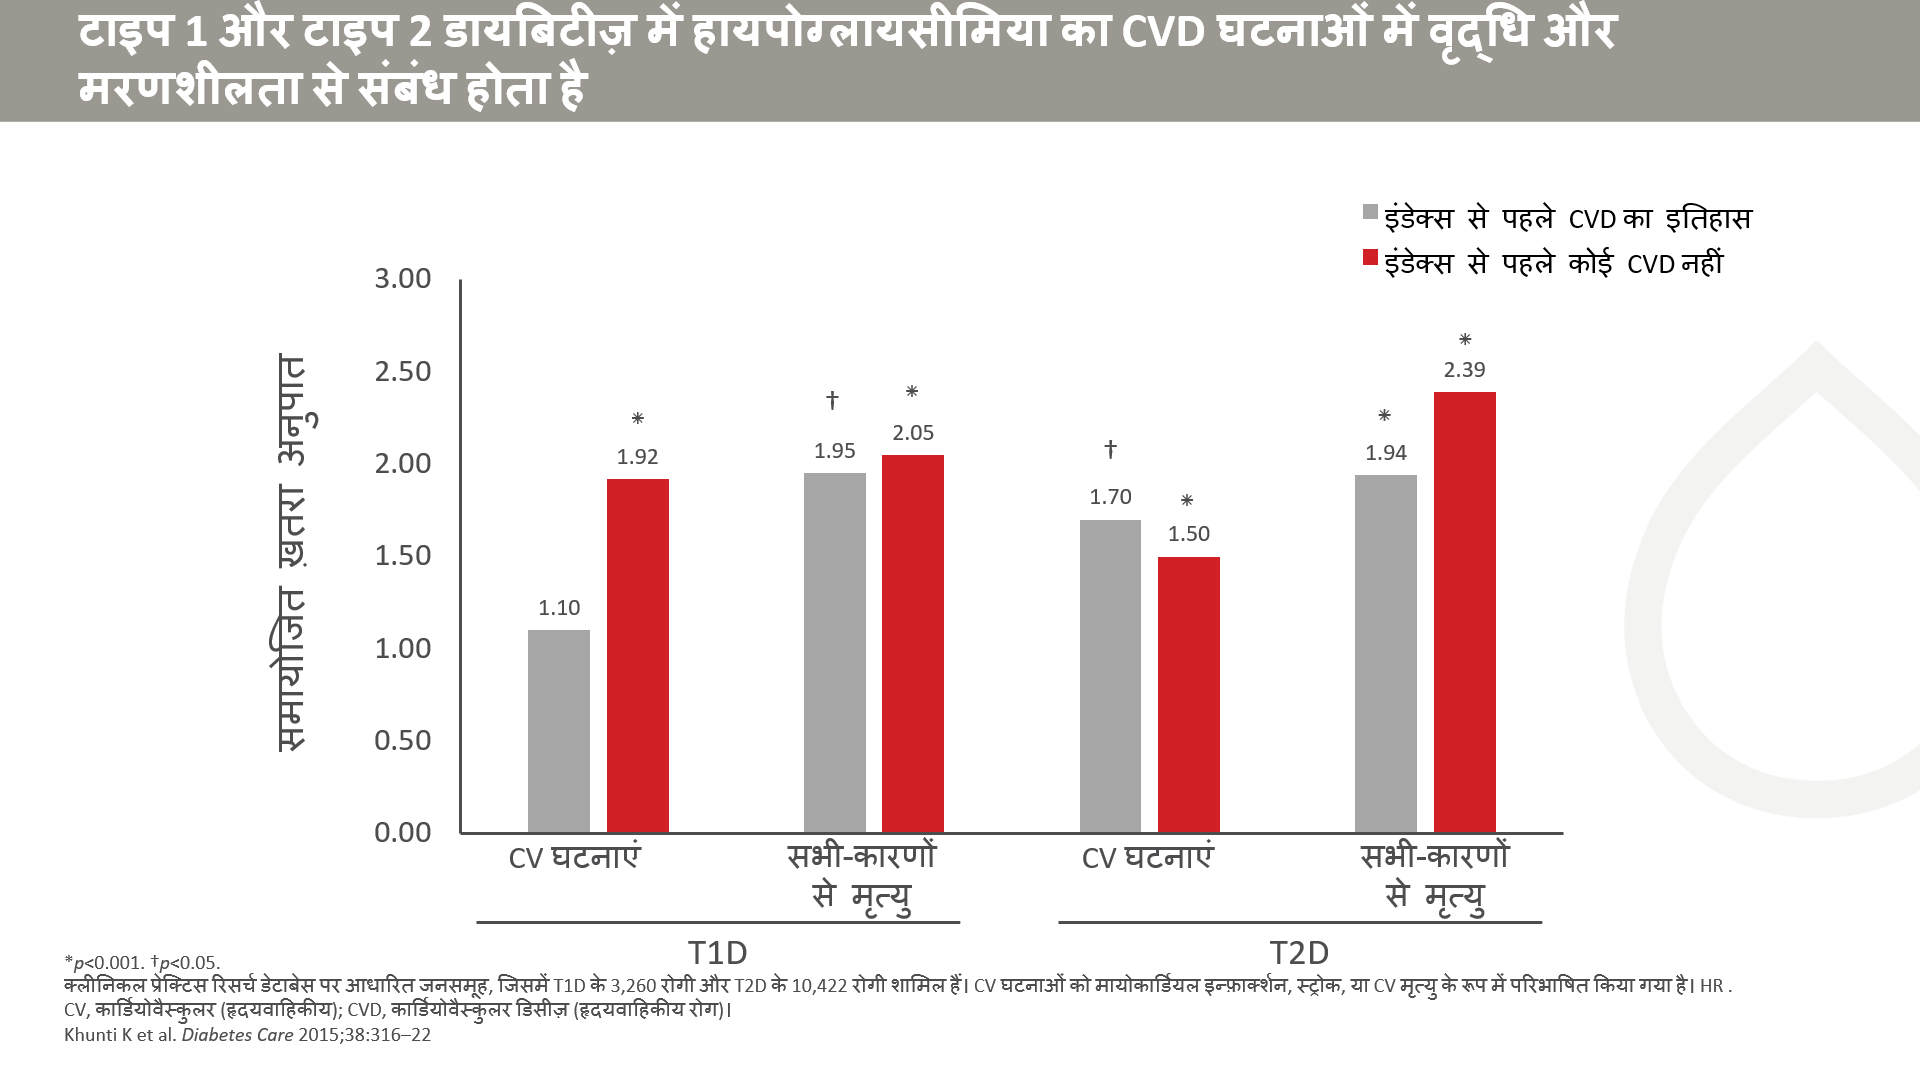 टाइप 1 और टाइप 2 डायबिटीज़ में हायपोग्लायसीमिया का CVD घटनाओं में वृद्धि और
मरणशीलता से संबंध होता है
इंडेक्स से पहले CVD का इतिहास
इंडेक्स से पहले कोई CVD नहीं
समायोजित ख़तरा अनुपात
3.00
2.50
2.00
1.50
1.00
0.50
0.00
1.10
*
1.92
†
1.95
*
2.05
†
1.70
*
1.50
*
1.94
*
2.39
CV घटनाएं
सभी-कारणों
से मृत्यु
CV घटनाएं
सभी-कारणों
से मृत्यु
T1D
T2D
*p<0.001. †p<0.05.
क्लीनिकल प्रेक्टिस रिसर्च डेटाबेस पर आधारित जनसमूह, जिसमें T1D के 3,260 रोगी और T2D के 10,422 रोगी शामिल हैं। CV घटनाओं को मायोकार्डियल इन्फ़ार्क्शन, स्ट्रोक, या CV मृत्यु के रूप में परिभाषित किया गया है। HR .
CV, कार्डियोवैस्कुलर (हृदयवाहिकीय); CVD, कार्डियोवैस्कुलर डिसीज़ (हृदयवाहिकीय रोग)।
Khunti K et al. Diabetes Care 2015;38:316–22